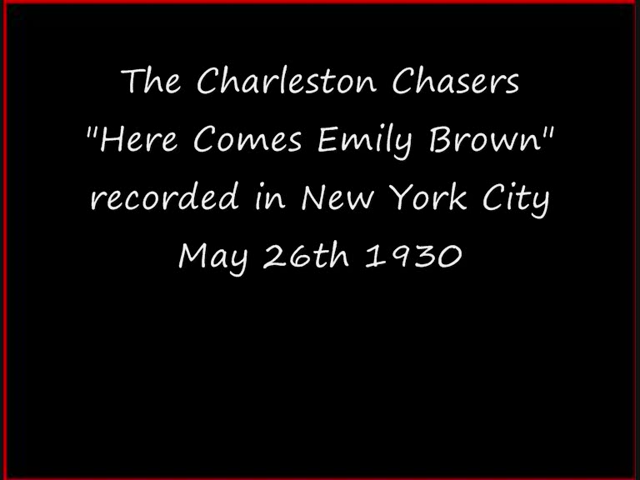 The Charleston Chasers
"Here Comes Emily Brown"
recorded in New York City
May 26th 1930